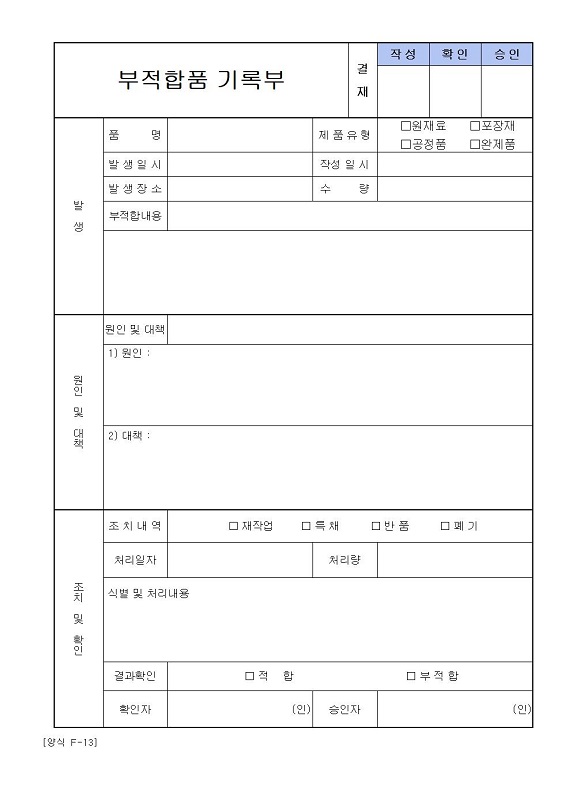 부적합품 기록부
결 재
작 성 확 인 승 인
품 명
제 품 유 형
□원재료 □포장재
□공정품 □완제품
발 생 일 시
작성 일 시
발 생 장 소
수 량
부적합내용
발 생
원인 및 대책
원인 및 대책
1) 원인 :
2) 대책 :
조치 및 확인
조 치 내 역
□ 재작업 □ 특 채 □ 반 품 □ 폐 기
처리일자
처리량
식별 및 처리내용
결과확인
□ 적 합 □ 부 적 합
확인자
(인)
승인자
(인)
[양식 F-13]